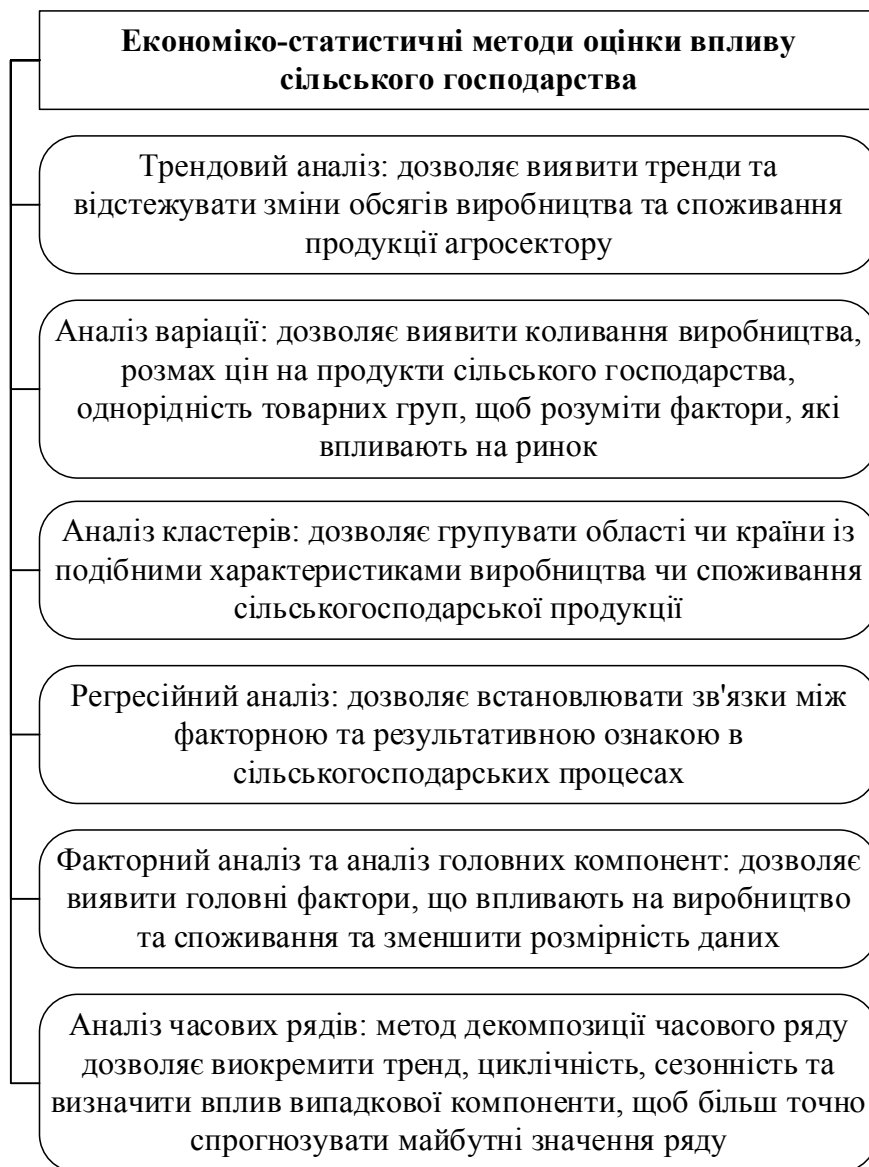 Економіко-статистичні методи оцінки впливу
сільського господарства
Трендовий аналіз: дозволяє виявити тренди та
відстежувати зміни обсягів виробництва та споживання
продукції агросектору
Аналіз варіації: дозволяє виявити коливання виробництва,
розмах цін на продукти сільського господарства,
однорідність товарних груп, щоб розуміти фактори, які
впливають на ринок
Аналіз кластерів: дозволяє групувати області чи країни із
подібними характеристиками виробництва чи споживання
сільськогосподарської продукції
Регресійний аналіз: дозволяє встановлювати зв'язки між
факторною та результативною ознакою в
сільськогосподарських процесах
Факторний аналіз та аналіз головних компонент: дозволяє
виявити головні фактори, що впливають на виробництво
та споживання та зменшити розмірність даних
Аналіз часових рядів: метод декомпозиції часового ряду
дозволяє виокремити тренд, циклічність, сезонність та
визначити вплив випадкової компоненти, щоб більш точно
спрогнозувати майбутні значення ряду